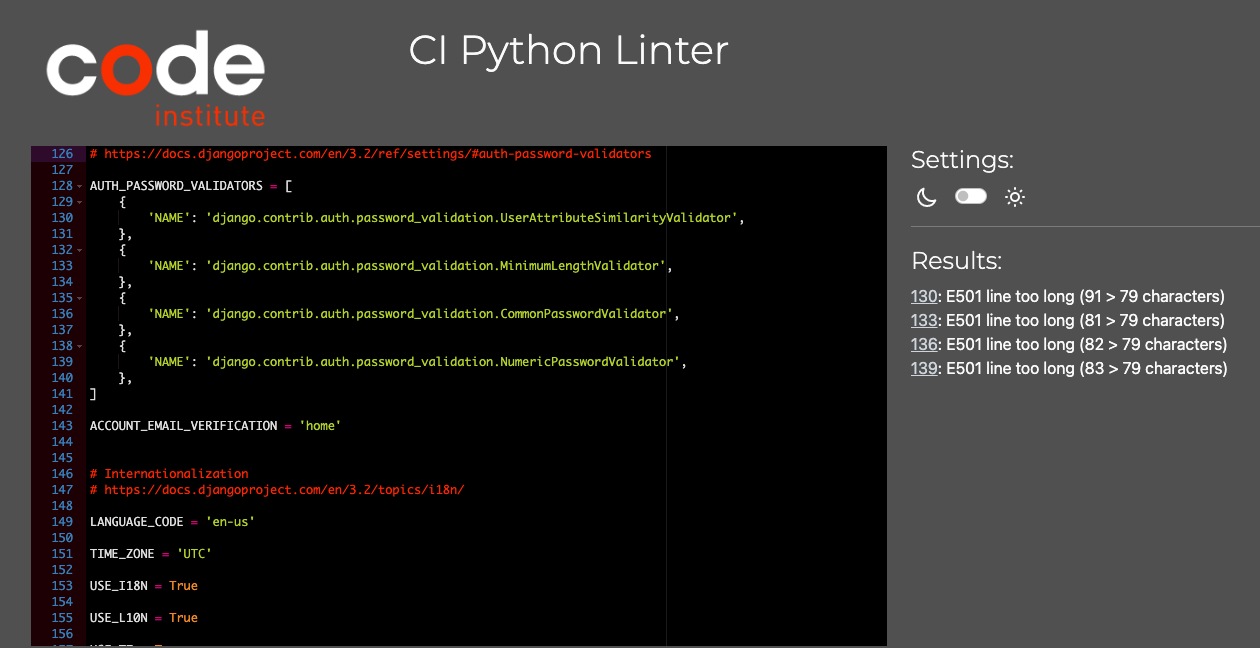 code
institute
CI Python Linter
126 # https://docs.djangoproject.com/en/3.2/ref/settings/#auth-password-validators
127
128 AUTH_PASSWORD_VALIDATORS = [
129     {
130         'NAME': 'django.contrib.auth.password_validation.UserAttributeSimilarityValidator',
131     },
132     {
133         'NAME': 'django.contrib.auth.password_validation.MinimumLengthValidator',
134     },
135     {
136         'NAME': 'django.contrib.auth.password_validation.CommonPasswordValidator',
137     },
138     {
139         'NAME': 'django.contrib.auth.password_validation.NumericPasswordValidator',
140     },
141 ]
142
143 ACCOUNT_EMAIL_VERIFICATION = 'home'
144
145
146 # Internationalization
147 # https://docs.djangoproject.com/en/3.2/topics/i18n/
148
149 LANGUAGE_CODE = 'en-us'
150
151 TIME_ZONE = 'UTC'
152
153 USE_I18N = True
154
155 USE_L10N = True
156
Settings:
Results:
130: E501 line too long (91 > 79 characters)
133: E501 line too long (81 > 79 characters)
136: E501 line too long (82 > 79 characters)
139: E501 line too long (83 > 79 characters)